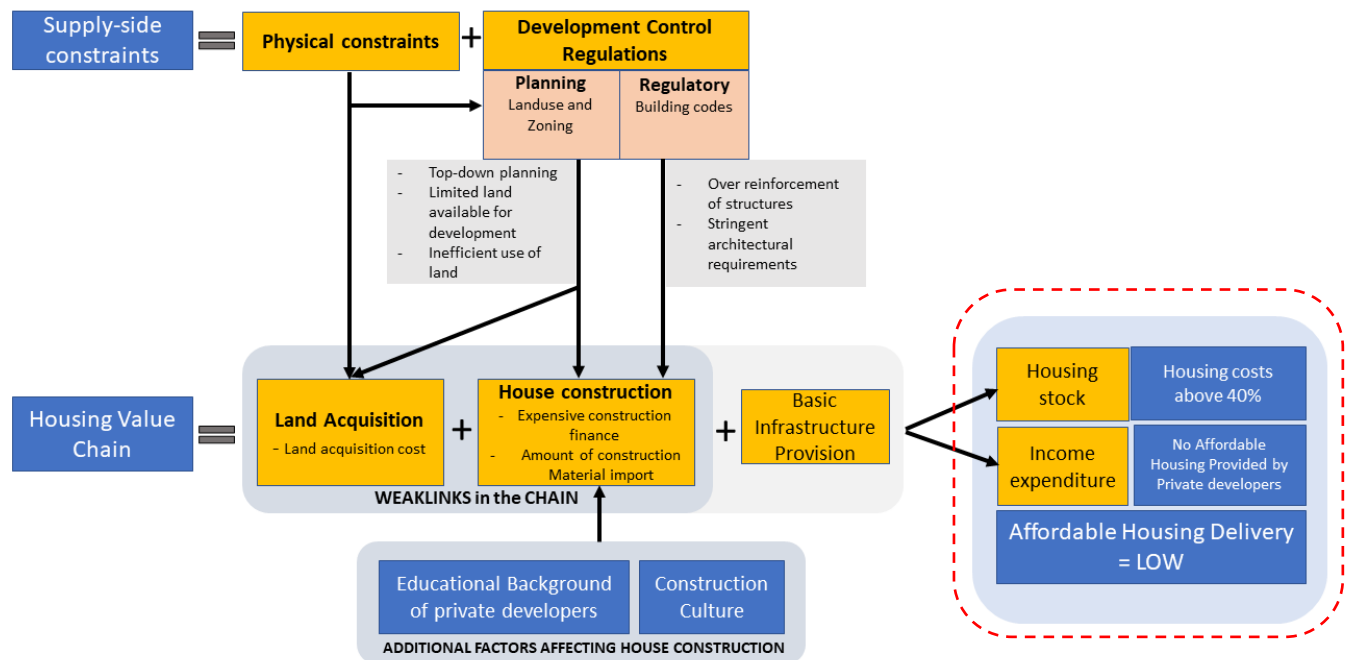 Supply-side
constraints
=
Physical constraints
+
Development Control
Regulations
Planning
Landuse and
Zoning
Regulatory
Building codes
- Top-down planning
- Limited land
available for
development
- Inefficient use of
land
- Over reinforcement
of structures
- Stringent
architectural
requirements
Housing Value
Chain
=
Land Acquisition
- Land acquisition cost
+
House construction
- Expensive construction
finance
- Amount of construction
Material import
+
Basic
Infrastructure
Provision
WEAKLINKS in the CHAIN
Housing
stock
Housing costs
above 40%
Income
expenditure
No Affordable
Housing Provided by
Private developers
Affordable Housing Delivery
= LOW
Educational Background
of private developers
Construction
Culture
ADDITIONAL FACTORS AFFECTING HOUSE CONSTRUCTION